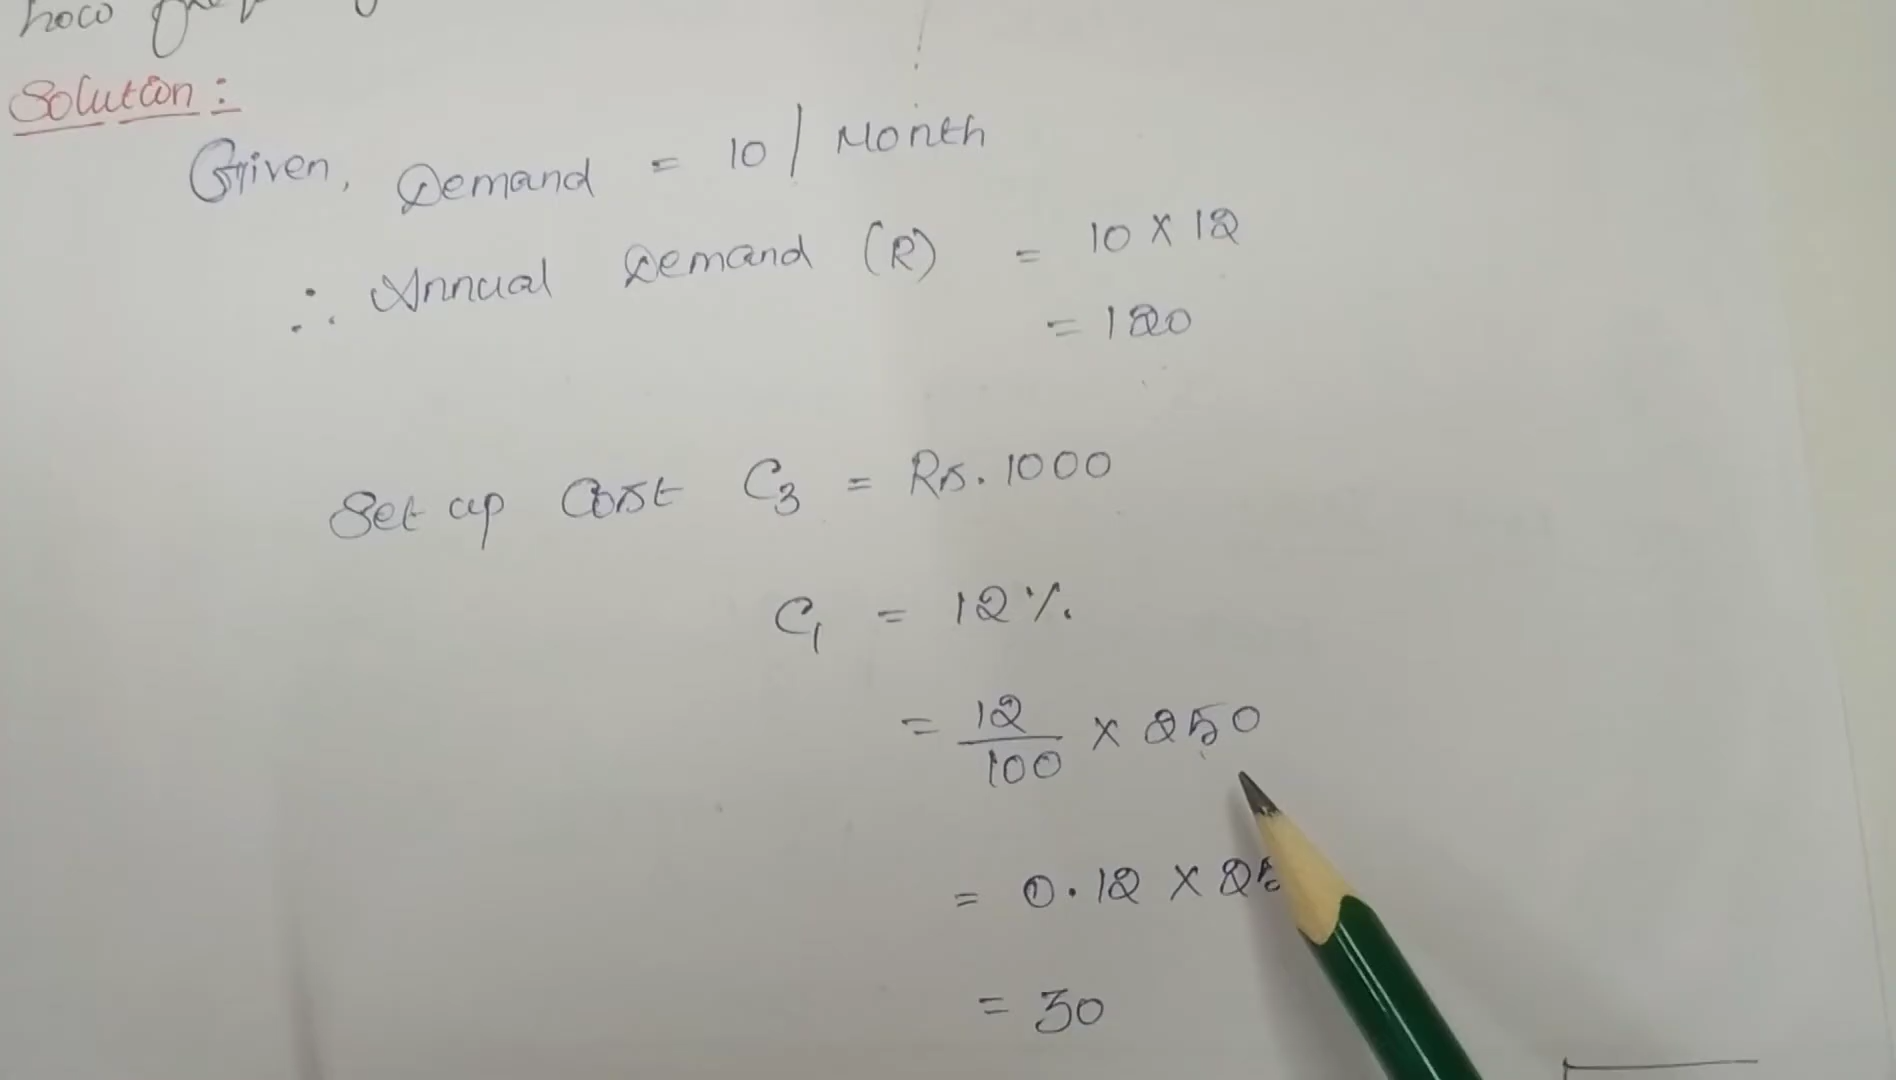 Solution:
Given, Demand = 10 / Month
∴ Annual Demand (R) = 10 x 12
= 120
Set up Cost C3 = Rs. 1000
C1 = 12 %.
= 12/100 x 250
= 0.12 x 25
= 30